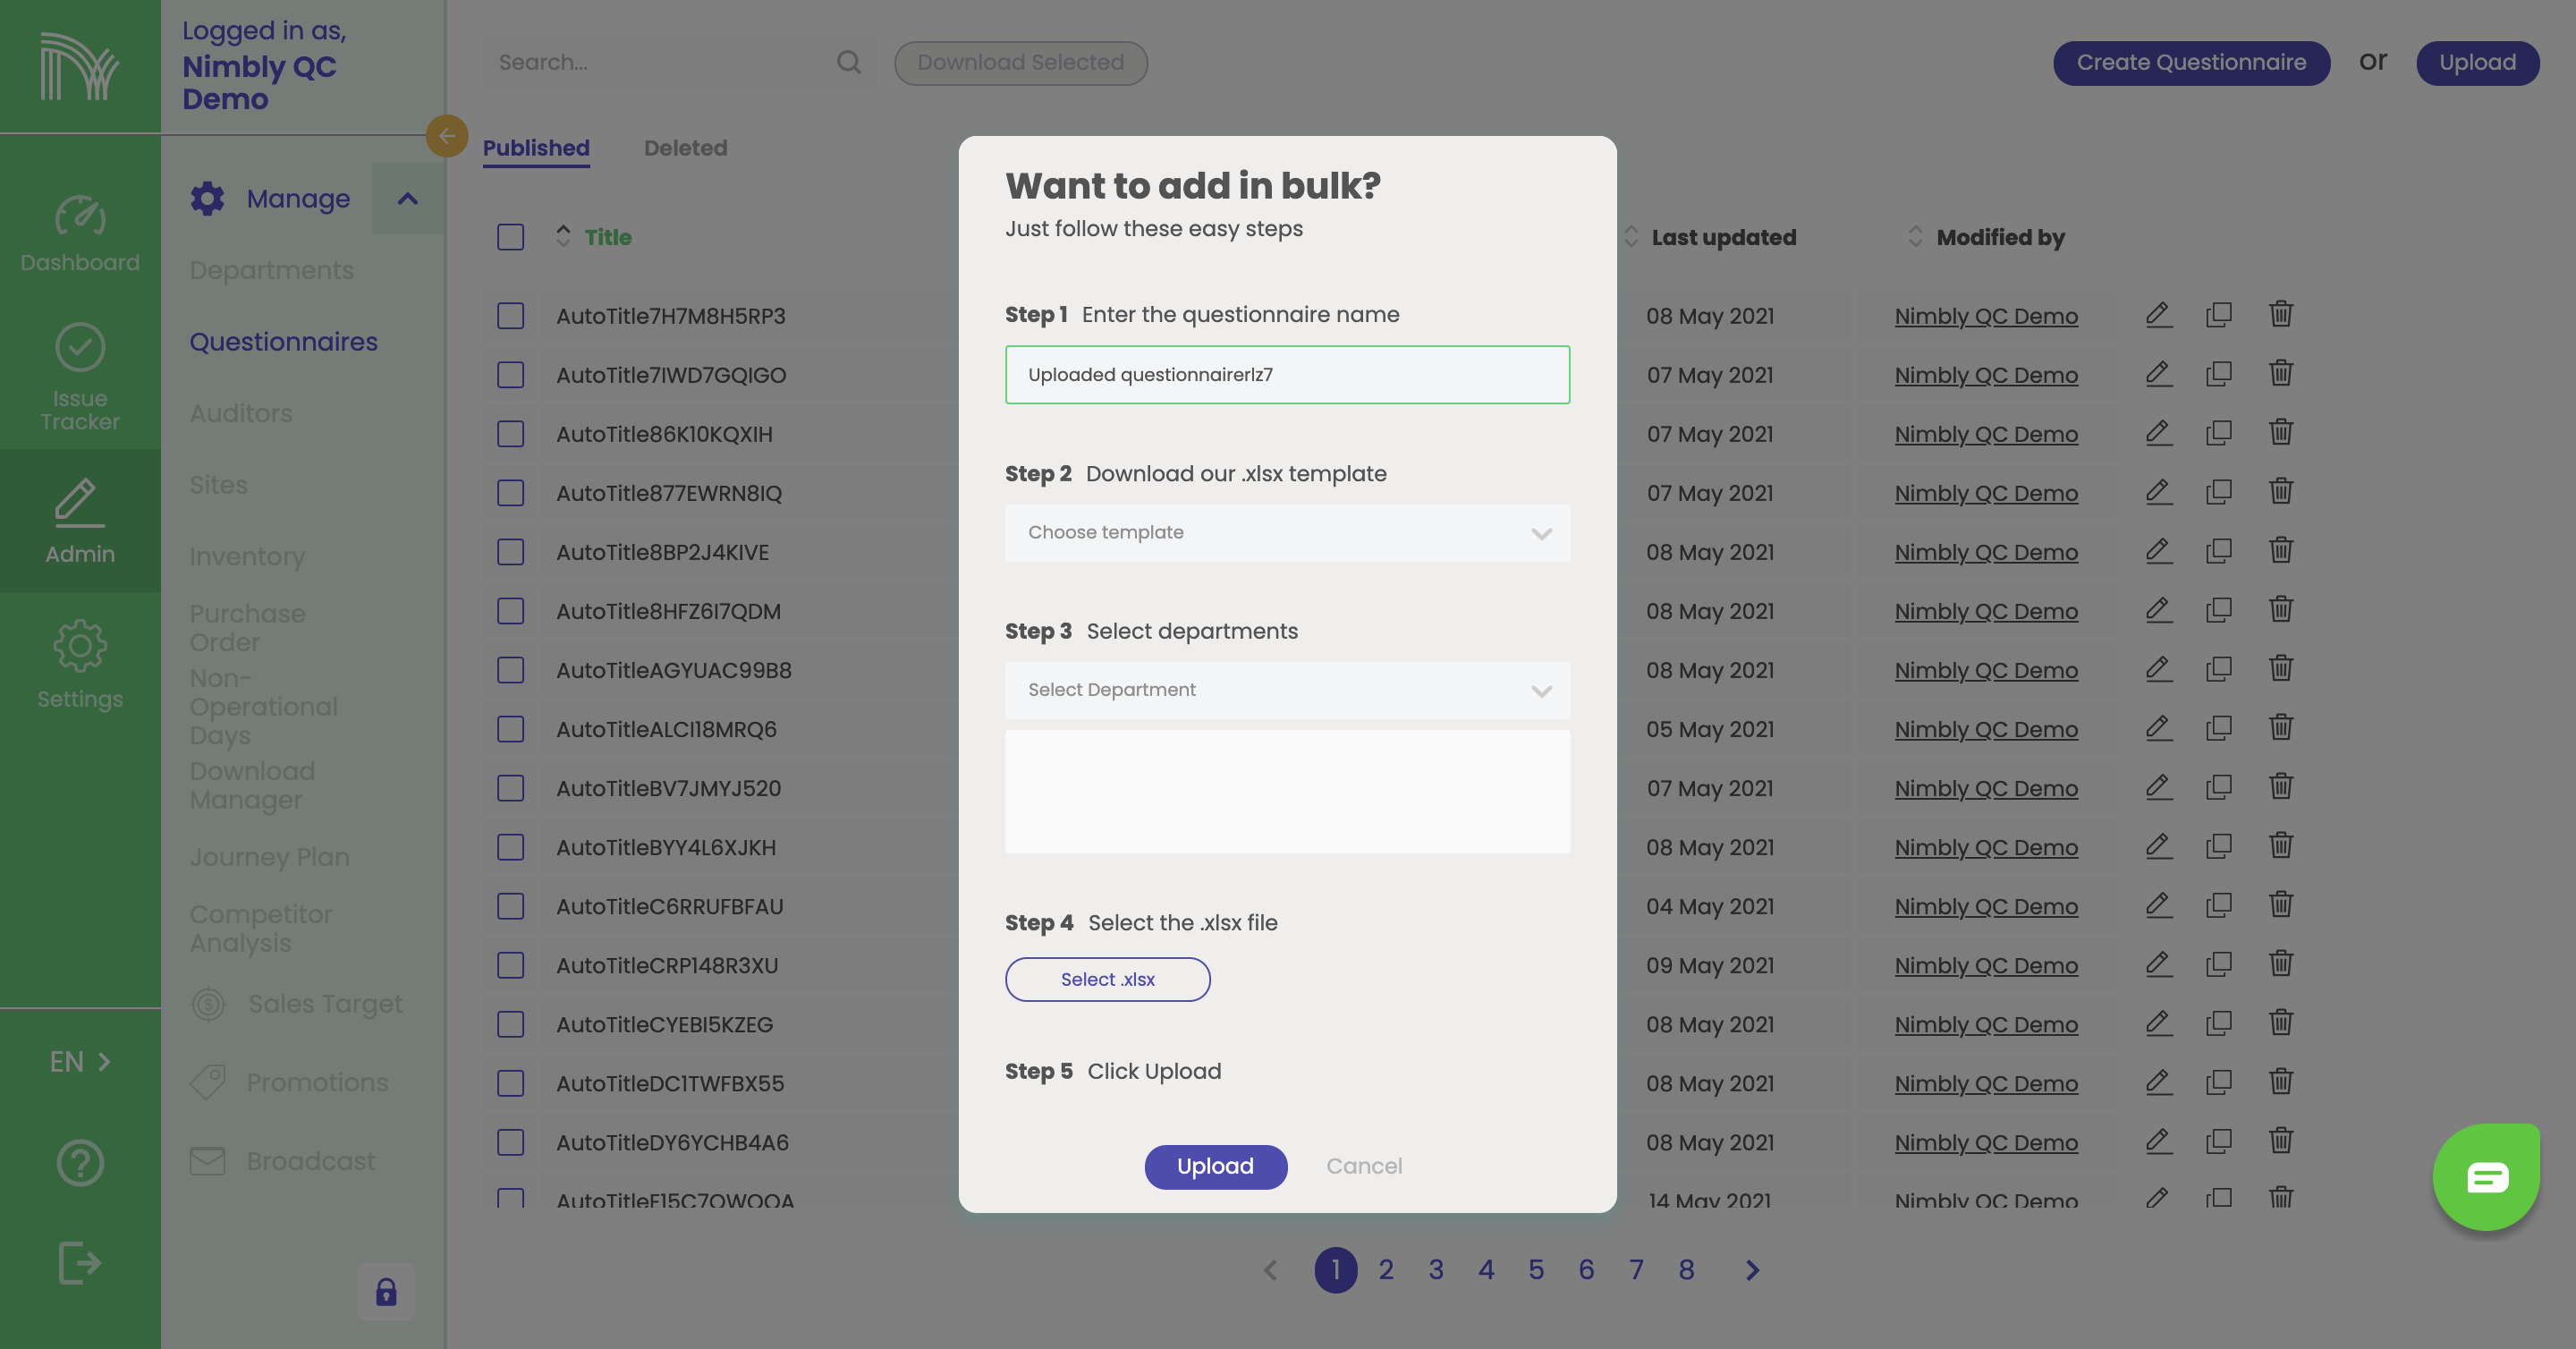 Logged in as,
Nimbly QC
Demo
Dashboard
Issue
Tracker
Admin
Settings
EN
Manage
Departments
Questionnaires
Auditors
Sites
Inventory
Purchase
Order
Non-
Operational
Days
Download
Manager
Journey Plan
Competitor
Analysis
Sales Target
Promotions
Broadcast
Search...
Download Selected
Create Questionnaire or Upload
Published Deleted
Title Last updated Modified by
AutoTitle7H7M8H5RP3 08 May 2021 Nimbly QC Demo
AutoTitle7IWD7GQIGO 07 May 2021 Nimbly QC Demo
AutoTitle86K10KQXIH 07 May 2021 Nimbly QC Demo
AutoTitle877EWRN8IQ 07 May 2021 Nimbly QC Demo
AutoTitle8BP2J4KIVE 08 May 2021 Nimbly QC Demo
AutoTitle8HFZ6I7QDM 08 May 2021 Nimbly QC Demo
AutoTitleAGYUAC99B8 08 May 2021 Nimbly QC Demo
AutoTitleALCI18MRQ6 05 May 2021 Nimbly QC Demo
AutoTitleBV7JMYJ520 07 May 2021 Nimbly QC Demo
AutoTitleBYY4L6XJKH 08 May 2021 Nimbly QC Demo
AutoTitleC6RRUFBFAU 04 May 2021 Nimbly QC Demo
AutoTitleCRP148R3XU 09 May 2021 Nimbly QC Demo
AutoTitleCYEBI5KZEG 08 May 2021 Nimbly QC Demo
AutoTitleDC1TWFBX55 08 May 2021 Nimbly QC Demo
AutoTitleDY6YCHB4A6 08 May 2021 Nimbly QC Demo
14 May 2021 Nimbly QC Demo
1 2 3 4 5 6 7 8
Want to add in bulk?
Just follow these easy steps
Step 1 Enter the questionnaire name
Uploaded questionnairerlz7
Step 2 Download our .xlsx template
Choose template
Step 3 Select departments
Select Department
Step 4 Select the .xlsx file
Select .xlsx
Step 5 Click Upload
Upload Cancel